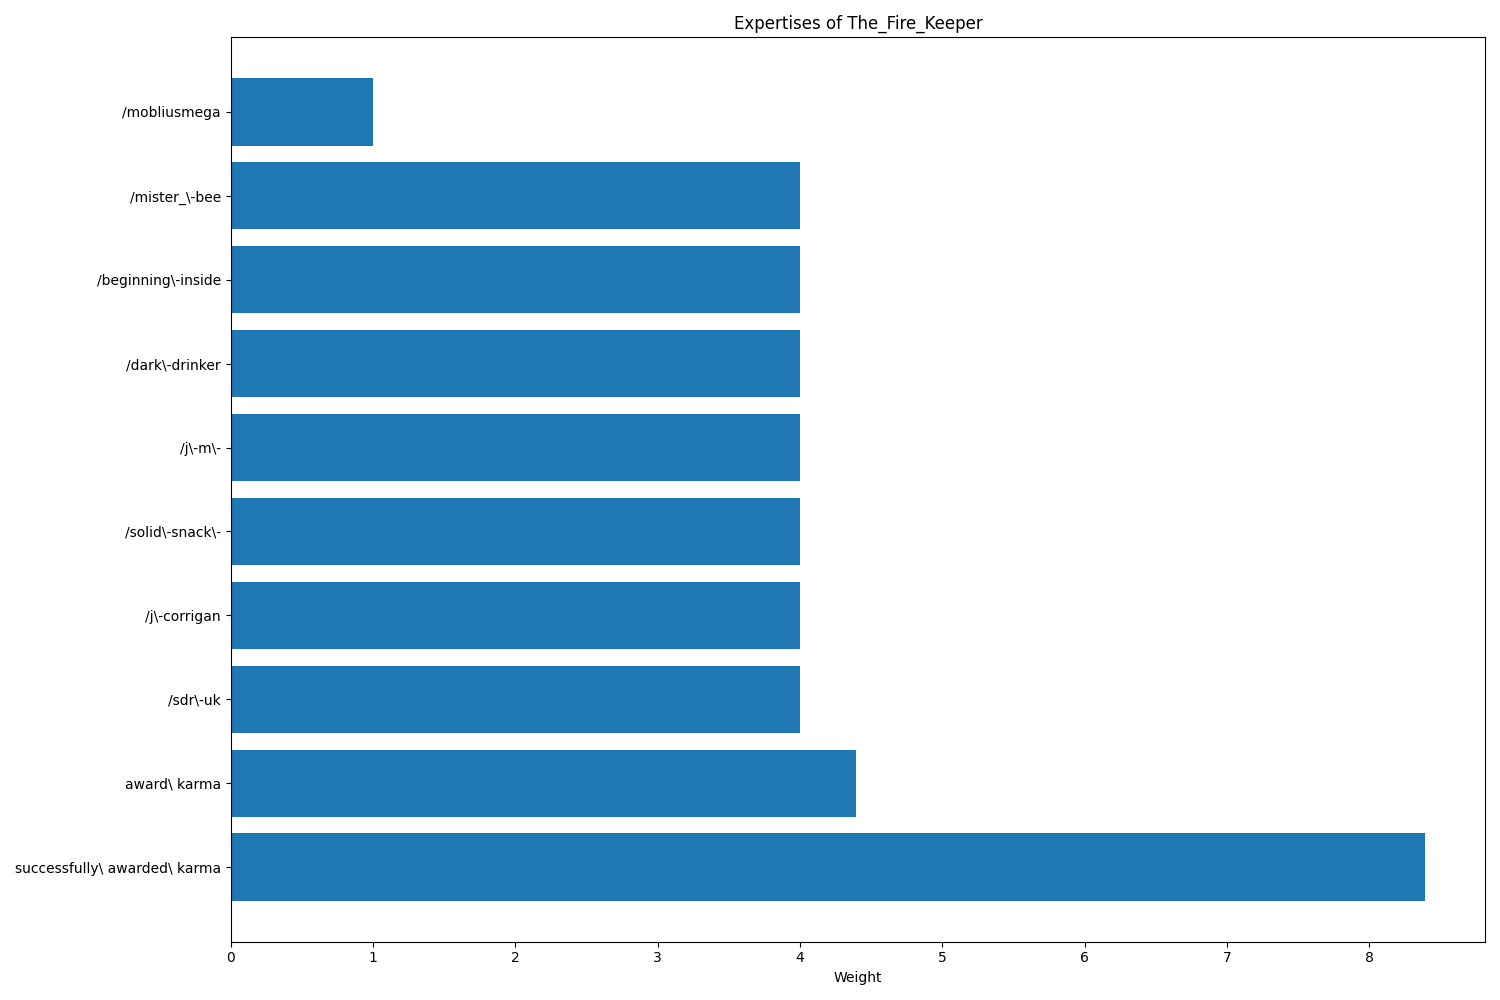 Expertises of The_Fire_Keeper
/mobliusmega
/mister_\-bee
/beginning\-inside
/dark\-drinker
/j\-m\-
/solid\-snack\-
/j\-corrigan
/sdr\-uk
award\ karma
successfully\ awarded\ karma
0 1 2 3 4 5 6 7 8
Weight